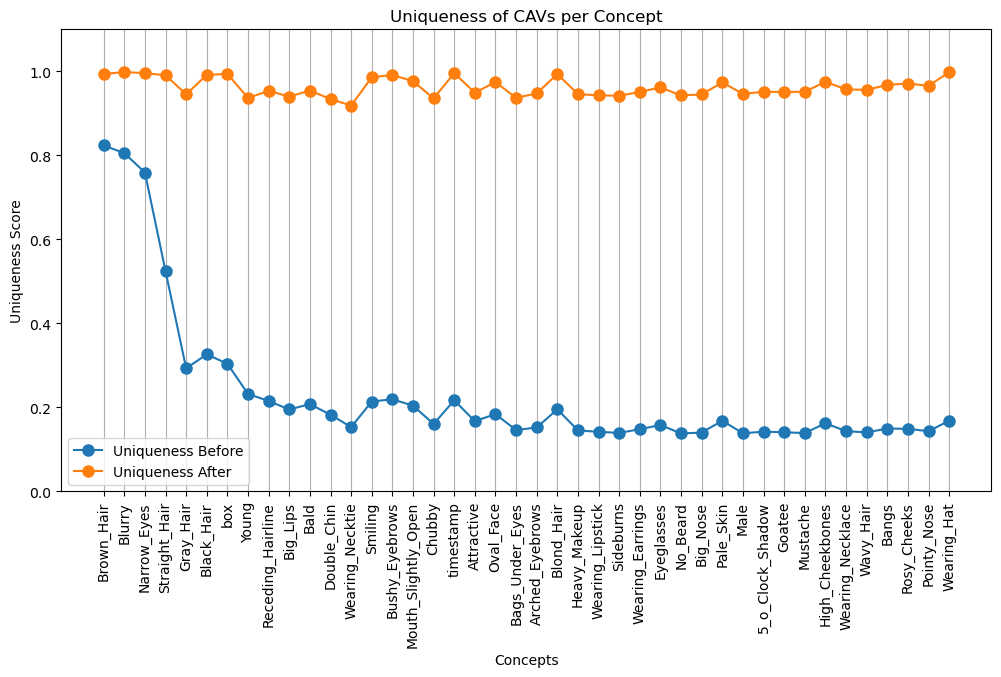 Uniqueness of CAVs per Concept
Uniqueness Score
1.0
0.8
0.6
0.4
0.2
0.0
Uniqueness Before
Uniqueness After
Brown_Hair
Blurry
Narrow_Eyes
Straight_Hair
Gray_Hair
Black_Hair
box
Young
Receding_Hairline
Big_Lips
Bald
Double_Chin
Wearing_Necktie
Smiling
Bushy_Eyebrows
Mouth_Slightly_Open
Chubby
timestamp
Attractive
Oval_Face
Bags_Under_Eyes
Arched_Eyebrows
Blond_Hair
Heavy_Makeup
Wearing_Lipstick
Sideburns
Wearing_Earrings
Eyeglasses
No_Beard
Big_Nose
Pale_Skin
Male
5_o_Clock_Shadow
Goatee
Mustache
High_Cheekbones
Wearing_Necklace
Wavy_Hair
Bangs
Rosy_Cheeks
Pointy_Nose
Wearing_Hat
Concepts